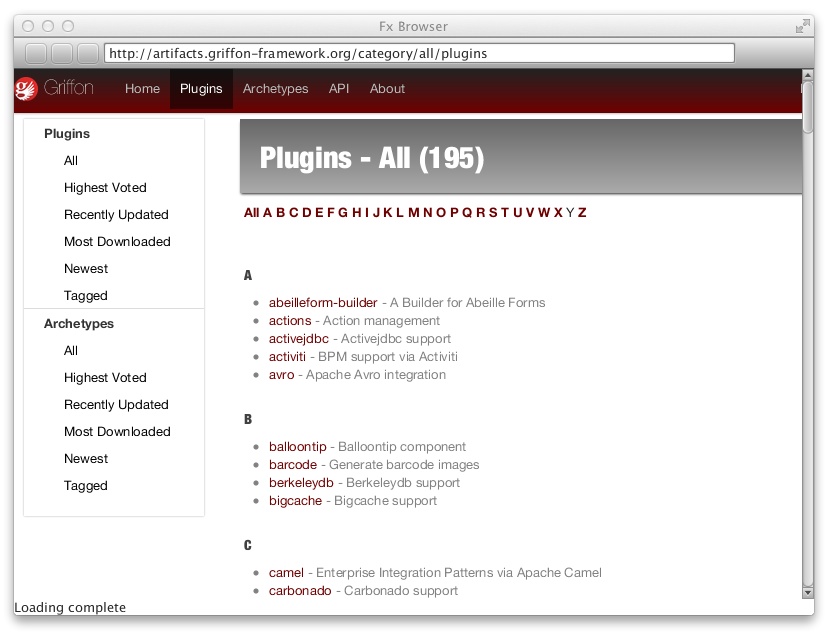 Fx Browser
http://artifacts.griffon-framework.org/category/all/plugins
Griffon Home Plugins Archetypes API About
Plugins
All
Highest Voted
Recently Updated
Most Downloaded
Newest
Tagged
Archetypes
All
Highest Voted
Recently Updated
Most Downloaded
Newest
Tagged
Plugins - All (195)
All A B C D E F G H I J K L M N O P Q R S T U V W X Y Z
A
abeilleform-builder - A Builder for Abeille Forms
actions - Action management
activejdbc - Activejdbc support
activiti - BPM support via Activiti
avro - Apache Avro integration
B
balloontip - Balloontip component
barcode - Generate barcode images
berkeleydb - Berkeleydb support
bigcache - Bigcache support
C
camel - Enterprise Integration Patterns via Apache Camel
carbonado - Carbonado support
Loading complete